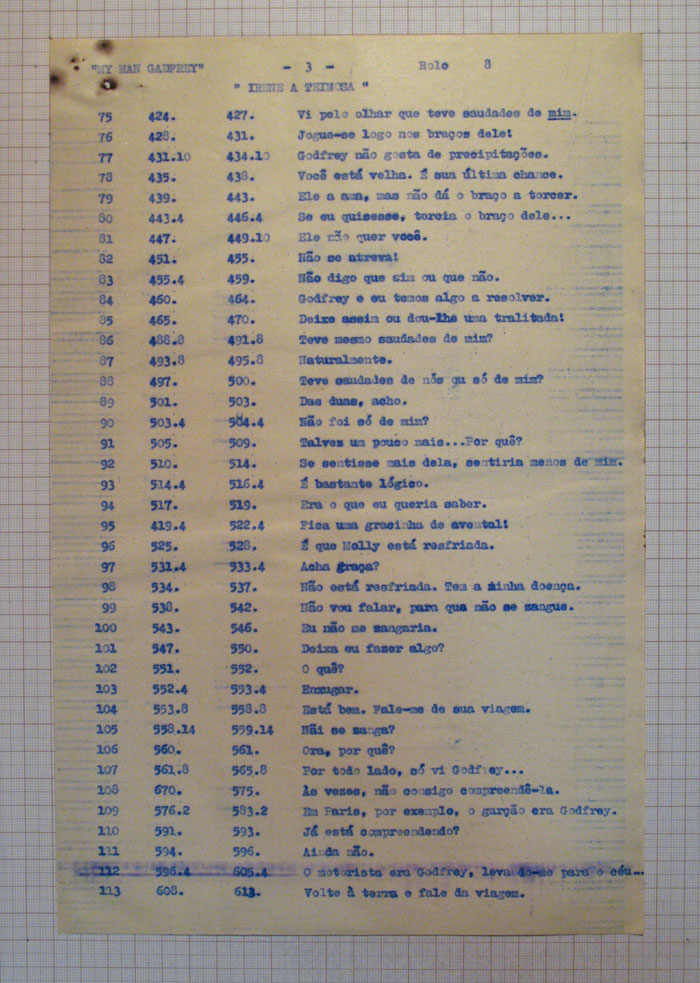 "MY MAN GADFREY" - 3 - Rolo 8
" IRENE A TEIMOSA "
75 424. 427. Vi pelo olhar que teve saudades de mim.
76 428. 431. Jogue-se logo nos braços dele!
77 431.10 434.10 Godfrey não gosta de precipitações.
78 435. 438. Você está velha. É sua última chance.
79 439. 443. Ele a ama, mas não dá o braço a torcer.
80 443.4 446.4 Se eu quisesse, torcia o braço dele...
81 447. 449.10 Ele não quer você.
82 451. 455. Não se atreva!
83 455.4 459. Não digo que sim ou que não.
84 460. 464. Godfrey e eu temos algo a resolver.
85 465. 470. Deixe assim ou dou-lhe uma tralitada!
86 488.8 491.8 Teve mesmo saudades de mim?
87 493.8 495.8 Naturalmente.
88 497. 500. Teve saudades de nós qu só de mim?
89 501. 503. Das duas, acho.
90 503.4 504.4 Não foi só de mim?
91 505. 509. Talvez um pouco mais...Por quê?
92 510. 514. Se sentisse mais dela, sentiria menos de mim.
93 514.4 516.4 É bastante lógico.
94 517. 519. Era o que eu queria saber.
95 419.4 522.4 Fica uma gracinha de avental!
96 525. 528. É que Molly está resfriada.
97 531.4 533.4 Acha graça?
98 534. 537. Não está resfriada. Tem a minha doença.
99 538. 542. Não vou falar, para que não se zangue.
100 543. 546. Eu não me zangaria.
101 547. 550. Deixa eu fazer algo?
102 551. 552. O quê?
103 552.4 553.4 Enxugar.
104 553.8 558.8 Está bem. Fale-me de sua viagem.
105 558.14 559.14 Nãi se zanga?
106 560. 561. Ora, por quê?
107 561.8 565.8 Por todo lado, só vi Godfrey...
108 670. 575. Às vezes, não consigo compreendê-la.
109 576.2 583.2 Em Paris, por exemplo, o garção era Godfrey.
110 591. 593. Já está compreendendo?
111 594. 596. Ainda não.
112 596.4 605.4 O motorista era Godfrey, leva do-me para o céu...
113 608. 613. Volte à terra e fale da viagem.